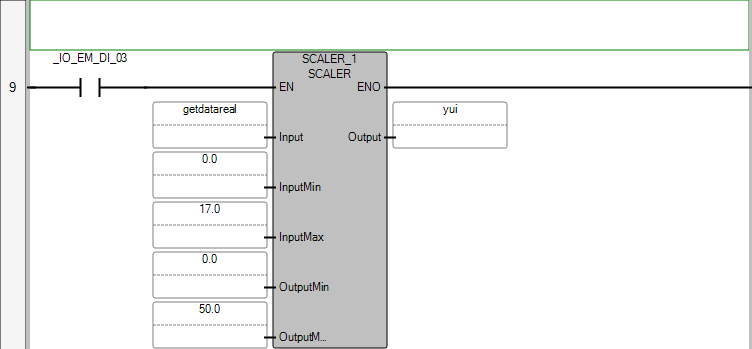 _IO_EM_DI_03
SCALER_1
SCALER
9
EN
ENO
getdatareal
yui
Input
Output
0.0
InputMin
17.0
InputMax
0.0
OutputMin
50.0
OutputM...